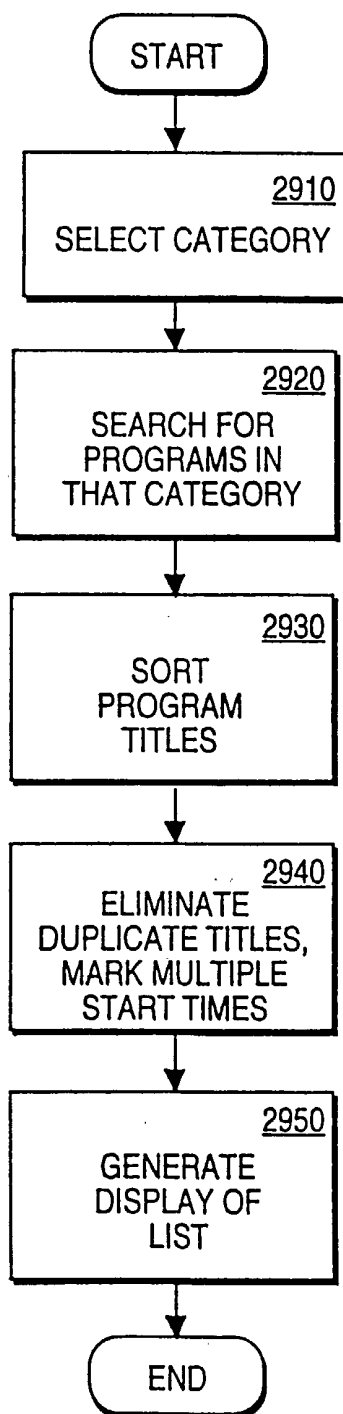 START
2910
SELECT CATEGORY
2920
SEARCH FOR
PROGRAMS IN
THAT CATEGORY
2930
SORT
PROGRAM
TITLES
2940
ELIMINATE
DUPLICATE TITLES,
MARK MULTIPLE
START TIMES
2950
GENERATE
DISPLAY OF
LIST
END